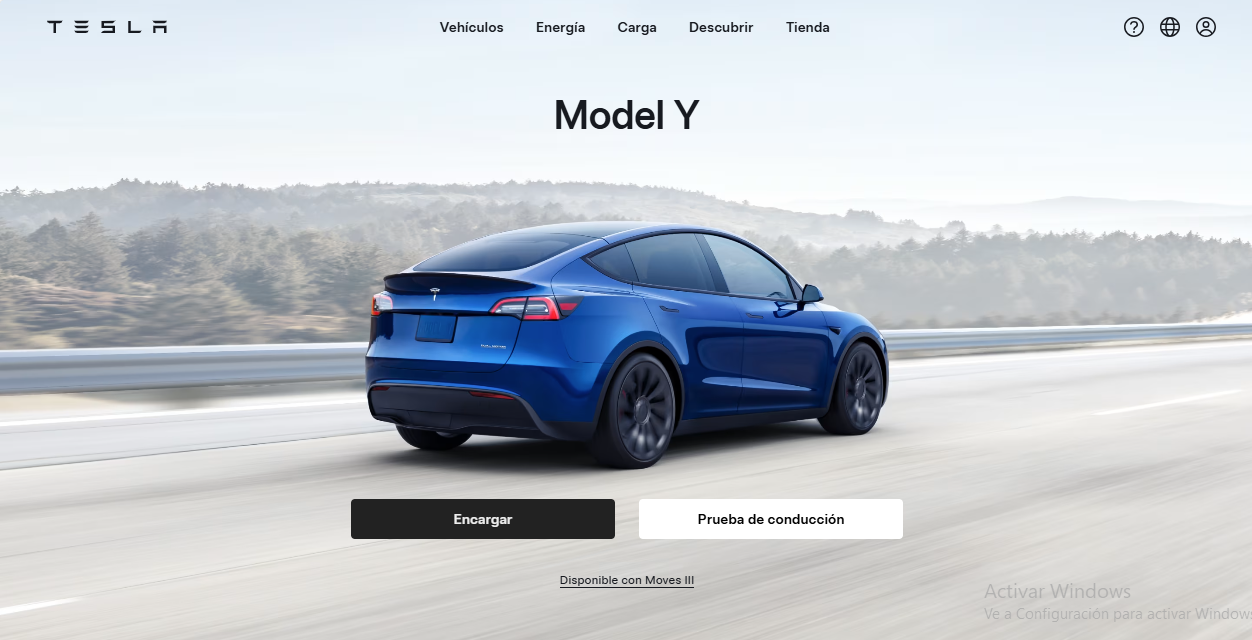 TESLA
Vehículos Energía Carga Descubrir Tienda
Model Y
Encargar
Prueba de conducción
Disponible con Moves III
Activar Windows
Ve a Configuración para activar Windows